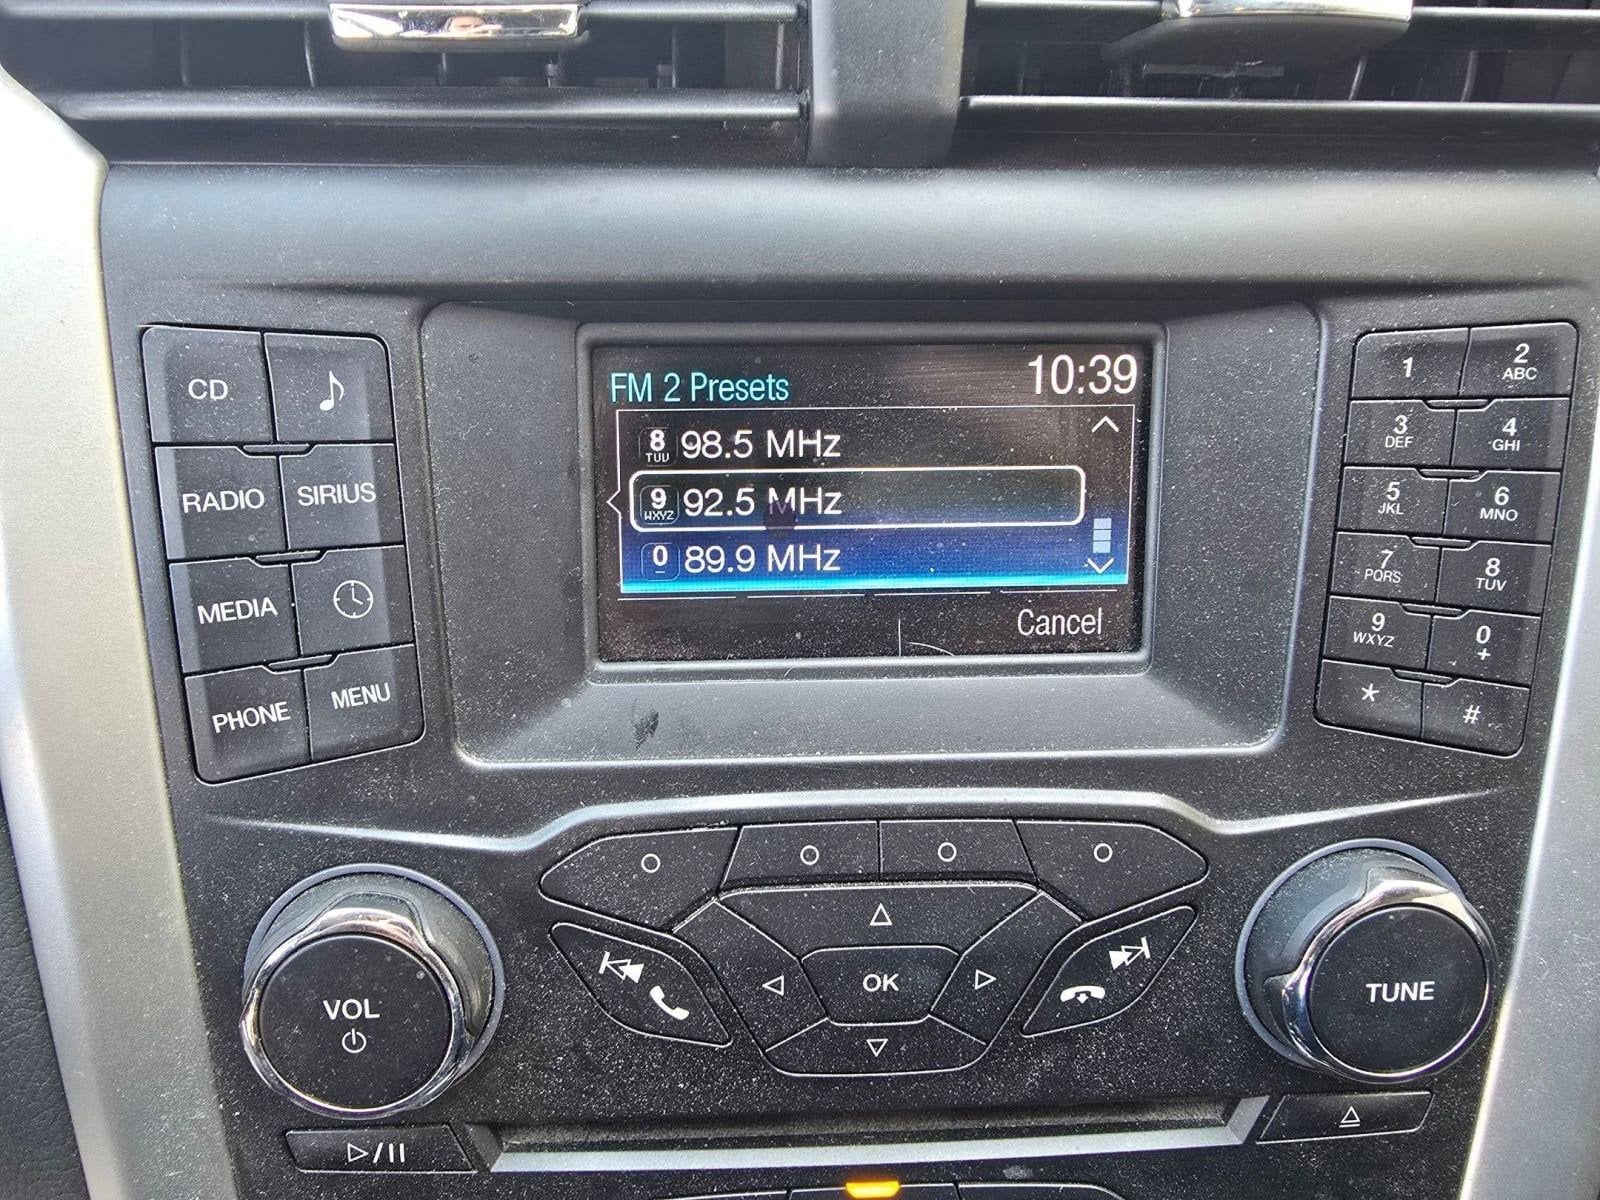 FM 2 Presets
10:39
8 TUV 98.5 MHz
9 WXYZ 92.5 MHz
0 89.9 MHz
Cancel
CD
RADIO SIRIUS
MEDIA
PHONE MENU
1
2 ABC
3 DEF
4 GHI
5 JKL
6 MNO
7 PQRS
8 TUV
9 WXYZ
0 +
*
#
VOL
OK
TUNE